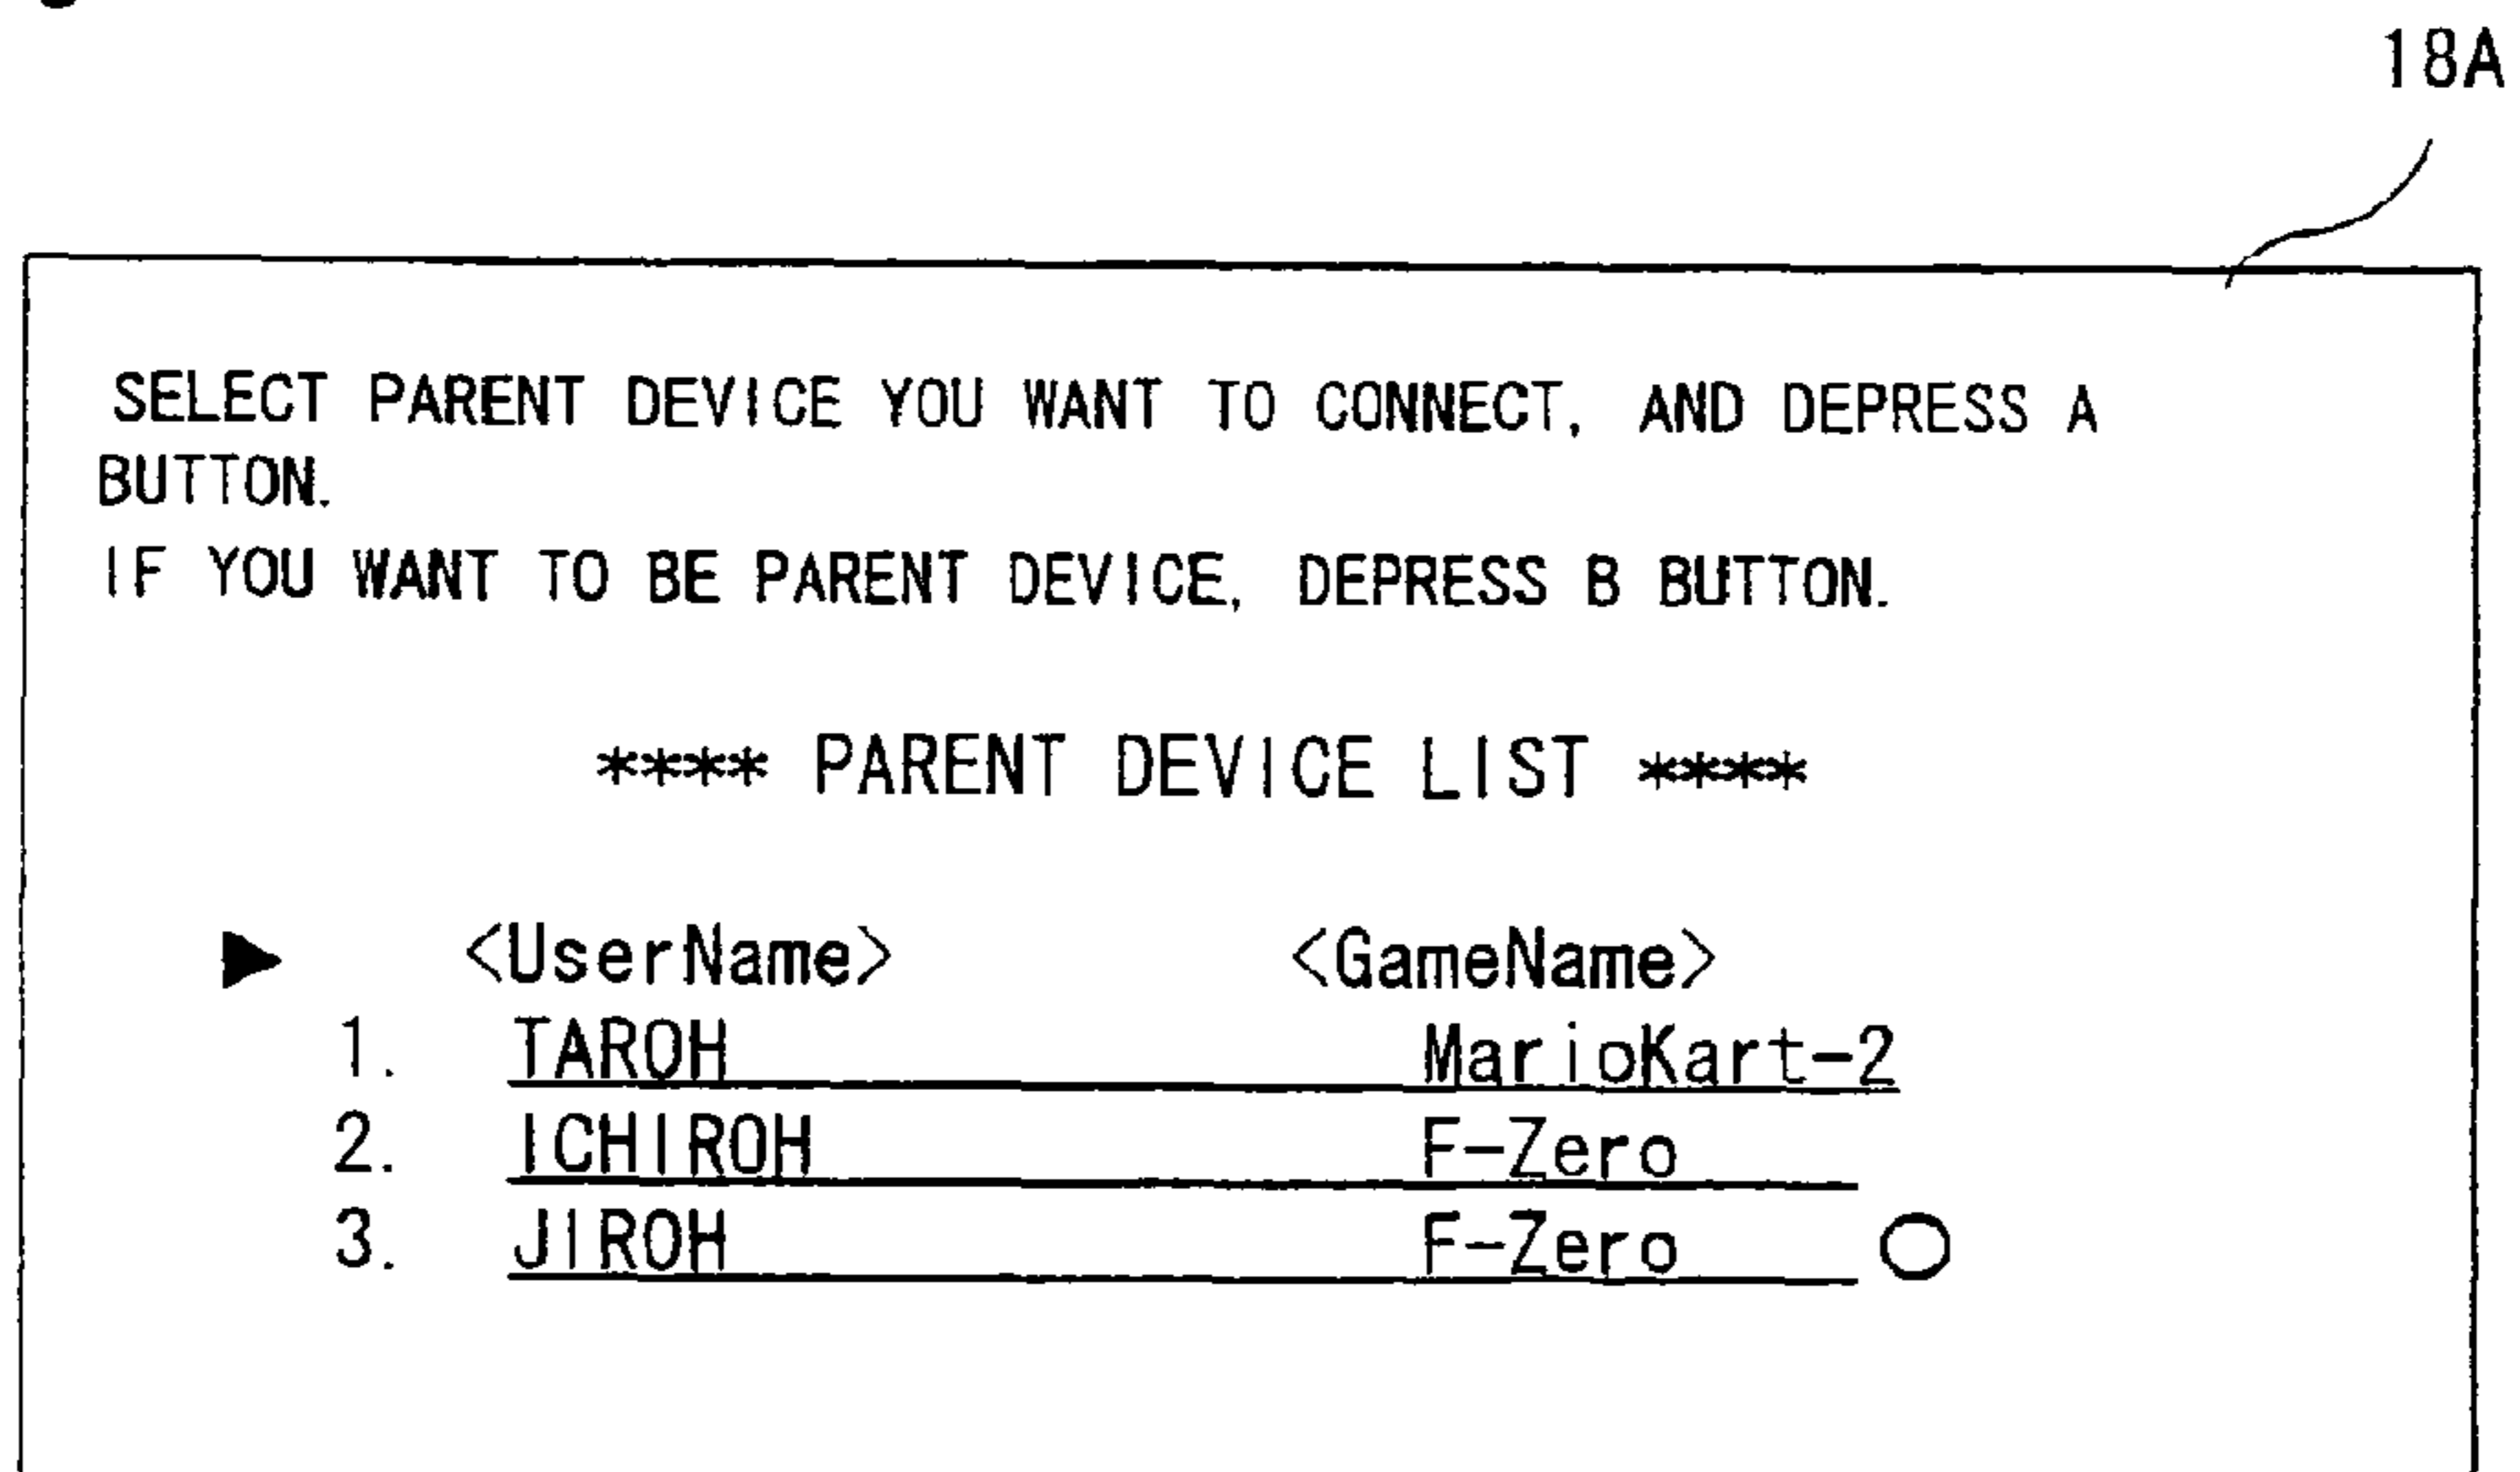 18A
SELECT PARENT DEVICE YOU WANT TO CONNECT, AND DEPRESS A
BUTTON.
IF YOU WANT TO BE PARENT DEVICE, DEPRESS B BUTTON.
**** PARENT DEVICE LIST ****
<UserName> <GameName>
1. TAROH MarioKart-2
2. ICHIROH F-Zero
3. JIROH F-Zero ○